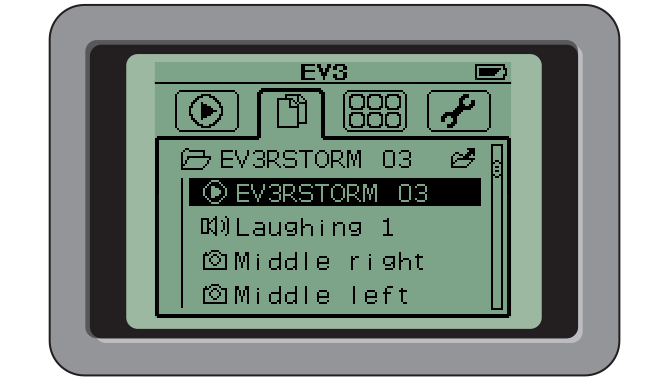 EV3
EV3RSTORM 03
EV3RSTORM 03
Laughing 1
Middle right
Middle left